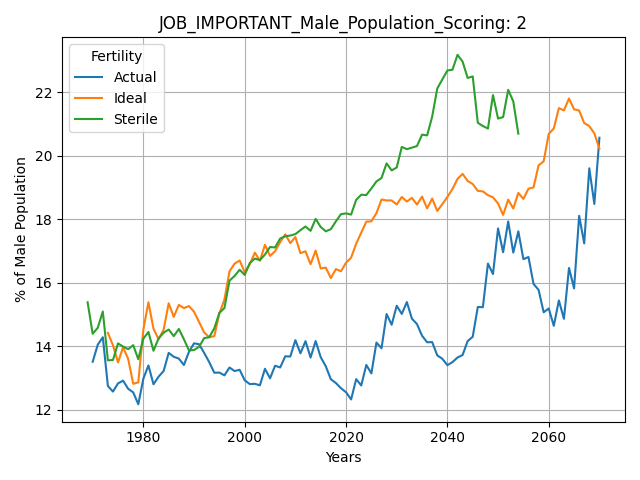 JOB_IMPORTANT_Male_Population_Scoring: 2
Fertility
Actual
Ideal
Sterile
% of Male Population
22
20
18
16
14
12
1980
2000
2020
2040
2060
Years